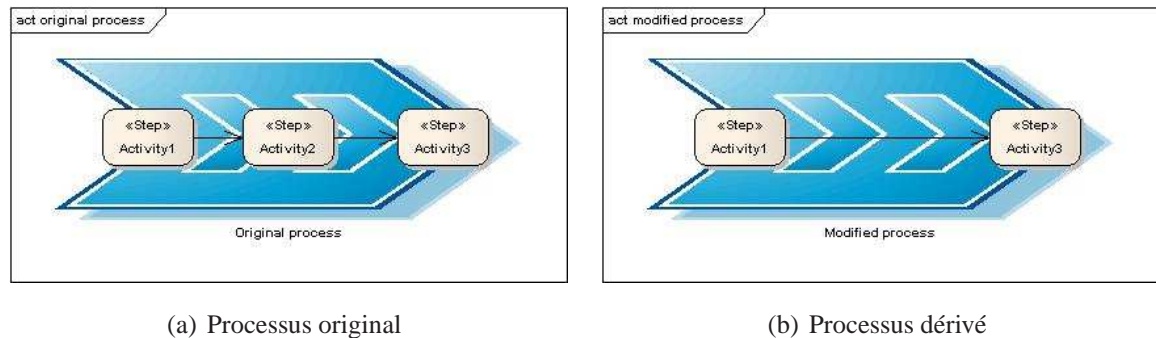 act original process
«Step»
Activity1
«Step»
Activity2
«Step»
Activity3
Original process
(a) Processus original
act modified process
«Step»
Activity1
«Step»
Activity3
Modified process
(b) Processus dérivé